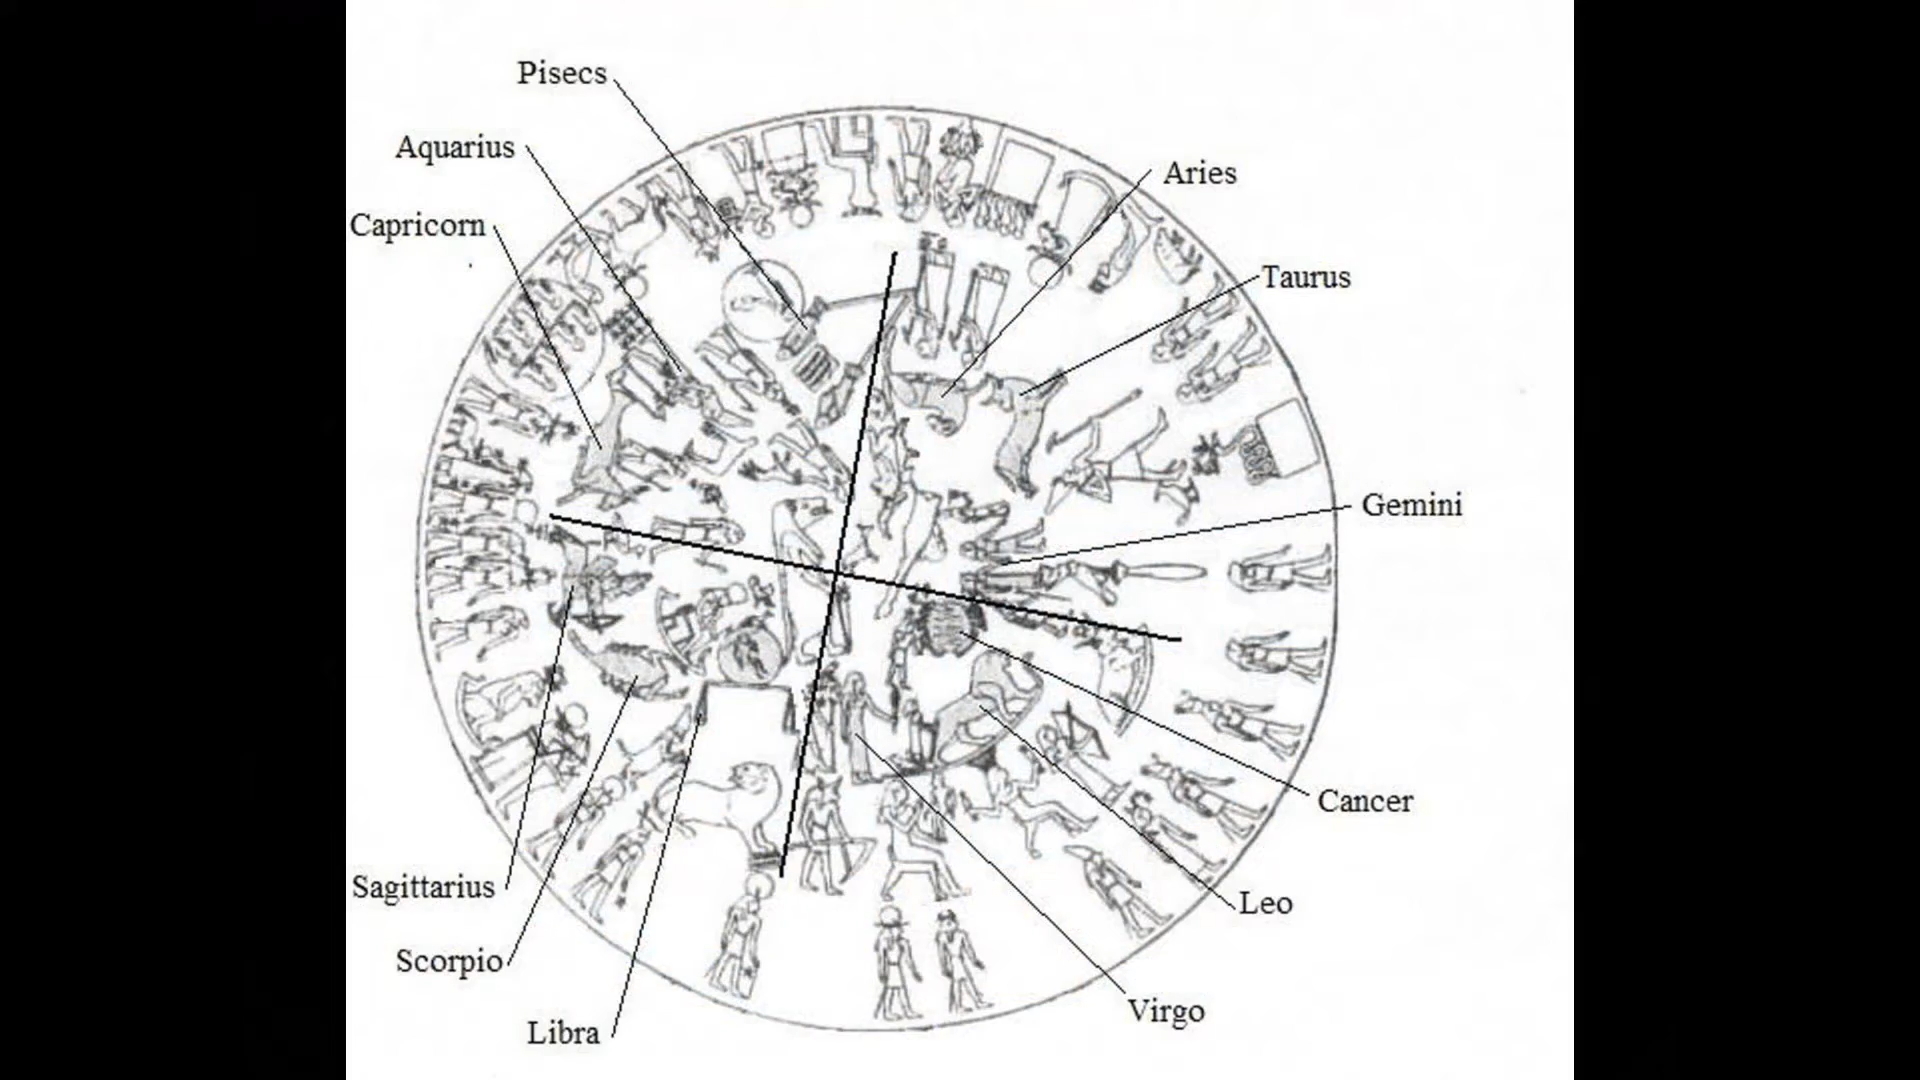 Pisecs
Aquarius
Aries
Capricorn
Taurus
Gemini
Cancer
Sagittarius
Leo
Scorpio
Virgo
Libra